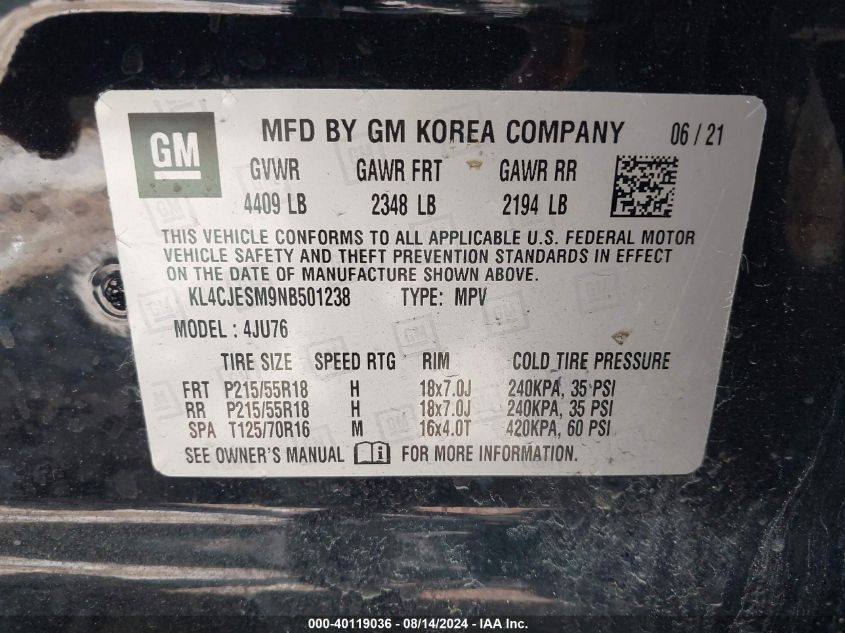 GM
MFD BY GM KOREA COMPANY 06 / 21
GVWR GAWR FRT GAWR RR
4409 LB 2348 LB 2194 LB
THIS VEHICLE CONFORMS TO ALL APPLICABLE U.S. FEDERAL MOTOR
VEHICLE SAFETY AND THEFT PREVENTION STANDARDS IN EFFECT
ON THE DATE OF MANUFACTURE SHOWN ABOVE.
KL4CJESM9NB501238 TYPE: MPV
MODEL : 4JU76
TIRE SIZE SPEED RTG RIM COLD TIRE PRESSURE
FRT P215/55R18 H 18x7.0J 240KPA, 35 PSI
RR P215/55R18 H 18x7.0J 240KPA, 35 PSI
SPA T125/70R16 M 16x4.0T 420KPA, 60 PSI
SEE OWNER'S MANUAL i FOR MORE INFORMATION.
000-40119036 - 08/14/2024 - IAA Inc.